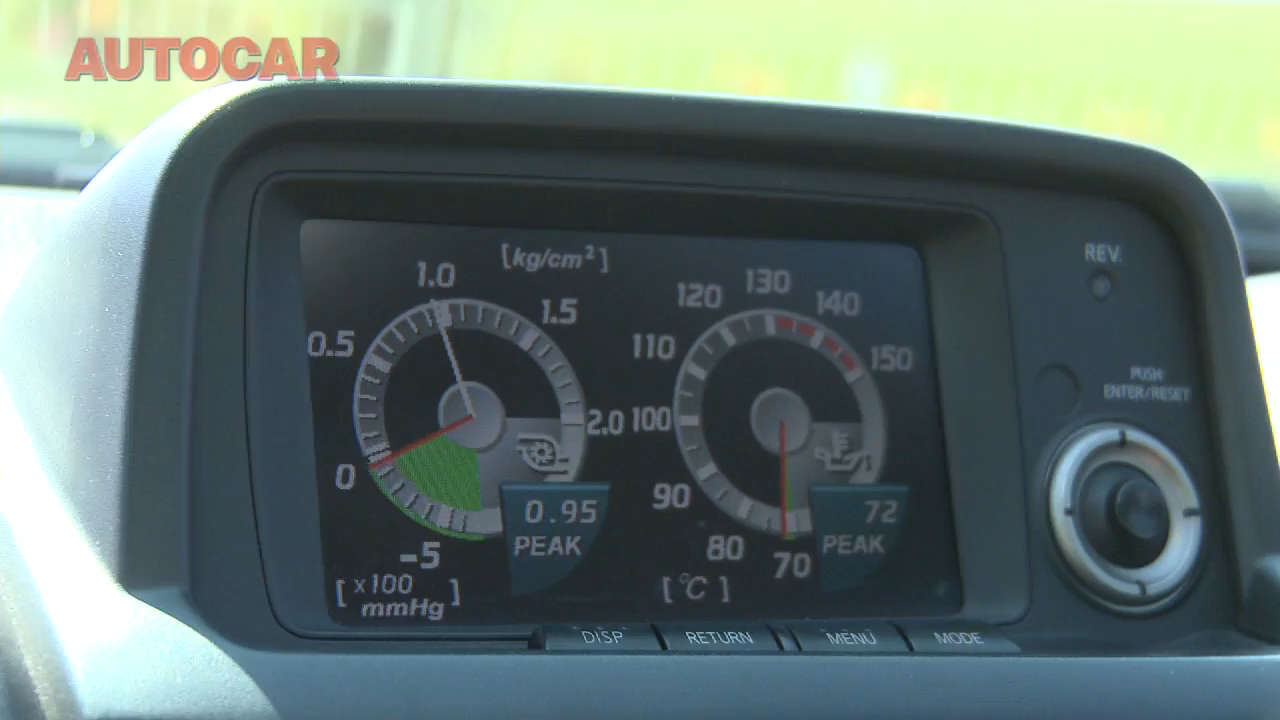 AUTOCAR
[kg/cm²]
1.0
1.5
0.5
2.0
0
-5
[x100
mmHg]
0.95
PEAK
130
120
140
110
150
100
90
80
70
[°C]
72
PEAK
REV.
PUSH
ENTER/RESET
DISP
RETURN
MENU
MODE